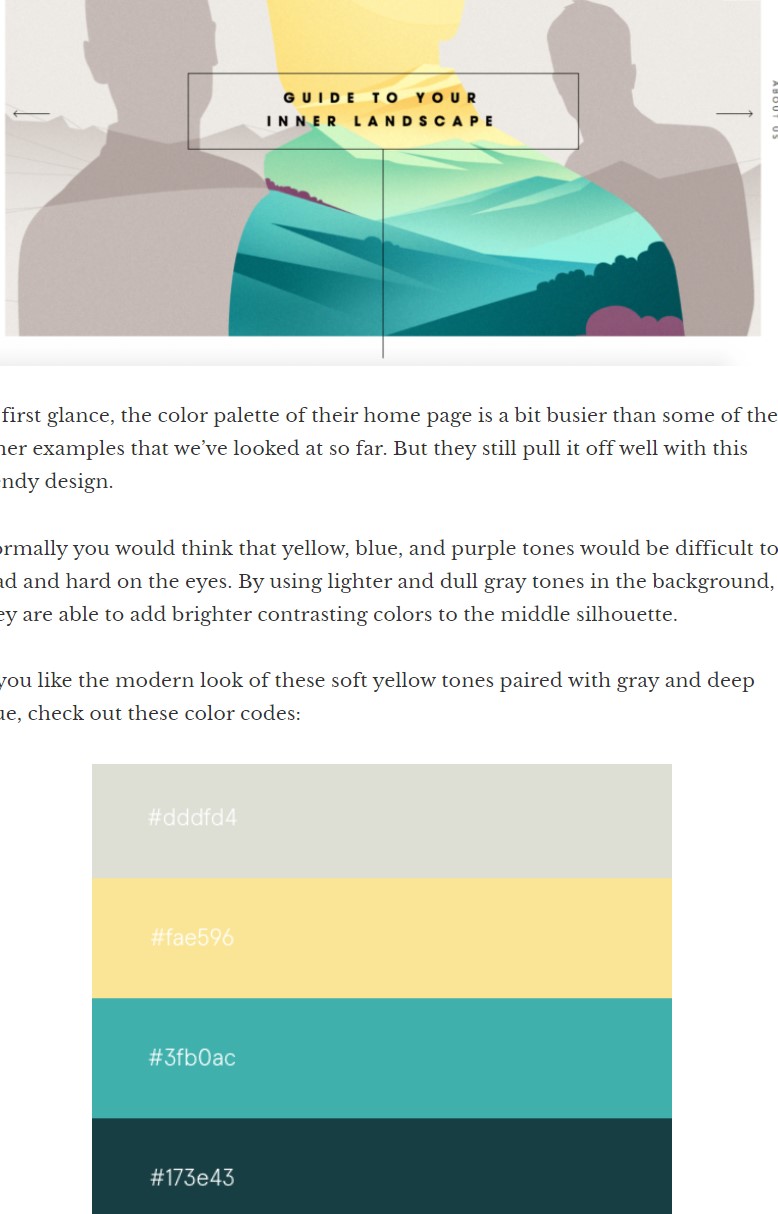 GUIDE TO YOUR
INNER LANDSCAPE
ABOUT US
first glance, the color palette of their home page is a bit busier than some of the
her examples that we’ve looked at so far. But they still pull it off well with this
endy design.
ormally you would think that yellow, blue, and purple tones would be difficult to
ad and hard on the eyes. By using lighter and dull gray tones in the background,
ey are able to add brighter contrasting colors to the middle silhouette.
you like the modern look of these soft yellow tones paired with gray and deep
ue, check out these color codes:
#dddfd4
#fae596
#3fb0ac
#173e43